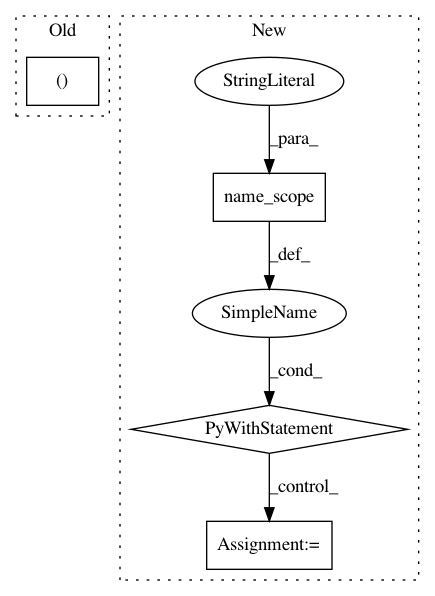 Old
New
()
StringLiteral
_para_
name_scope
_def_
SimpleName
_cond_
PyWithStatement
_control_
Assignment:=